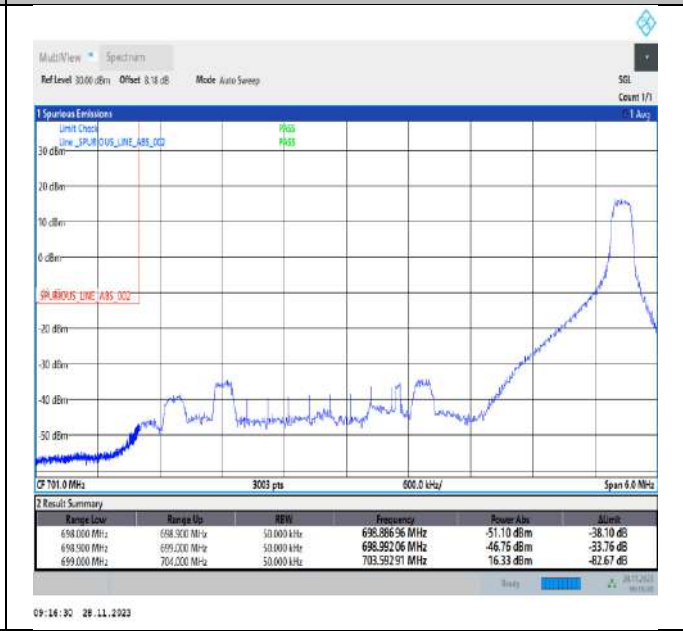 MultiView Spectrum
Ref Level 30.00 dBm Offset 8.18 dB Mode Auto Sweep SGL
Count 1/1
1 Spurious Emissions 1 Avg
Limit Check PASS
Line _SPURIOUS_LINE_ABS_002 PASS
30 dBm
20 dBm
10 dBm
0 dBm
_SPURIOUS_LINE_ABS_002
-20 dBm
-30 dBm
-40 dBm
-50 dBm
CF 701.0 MHz 3003 pts 600.0 kHz/ Span 6.0 MHz
2 Result Summary
Range Low Range Up RBW Frequency Power Abs ΔLimit
698.000 MHz 698.900 MHz 50.000 kHz 698.88696 MHz -51.10 dBm -38.10 dB
698.900 MHz 699.000 MHz 50.000 kHz 698.99206 MHz -46.76 dBm -33.76 dB
699.000 MHz 704.000 MHz 50.000 kHz 703.59291 MHz 16.33 dBm -82.67 dB
Ready 28.11.2023
09:16:30 28.11.2023